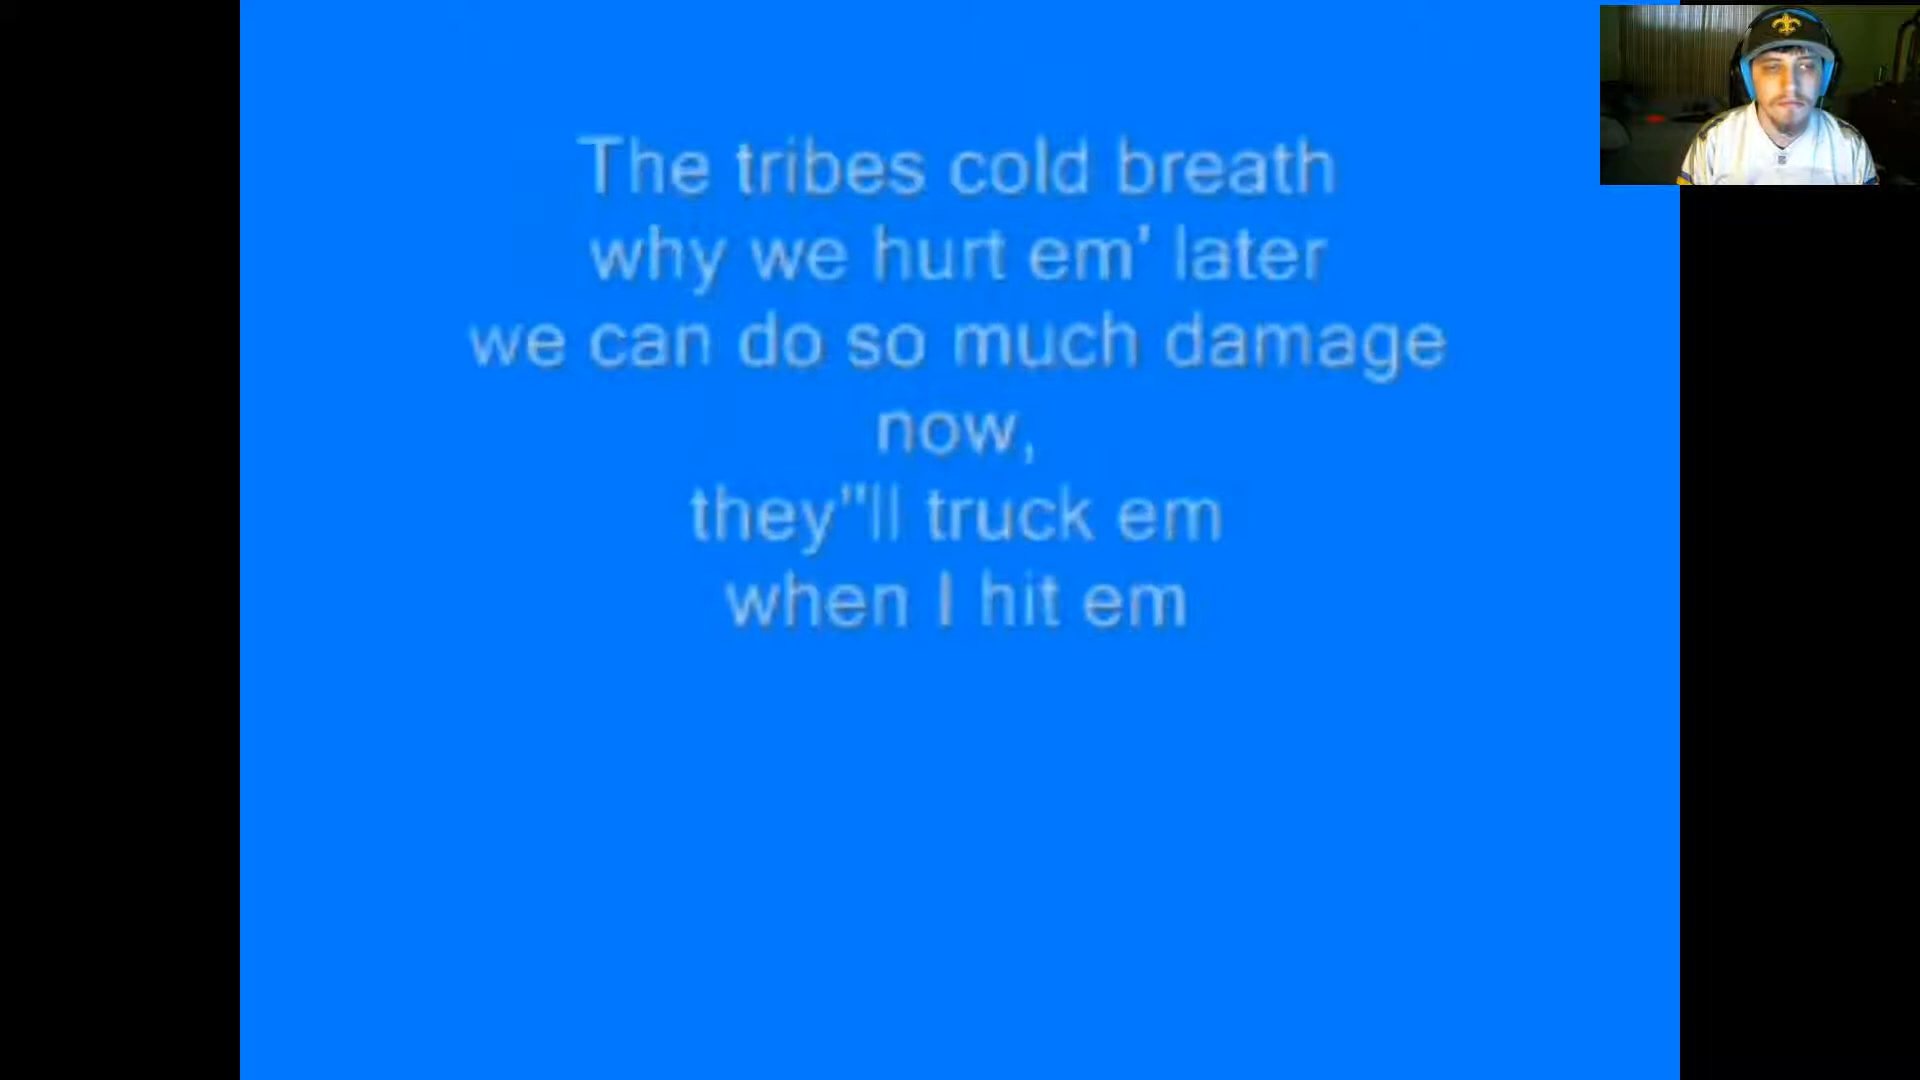 The tribes cold breath
why we hurt em' later
we can do so much damage
now,
they"ll truck em
when I hit em